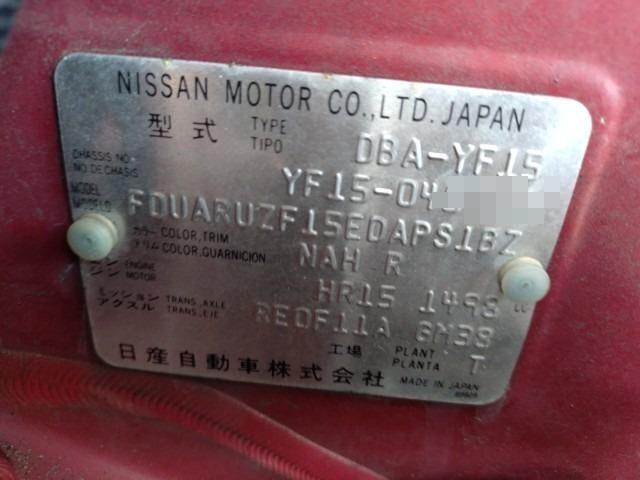 NISSAN MOTOR CO.,LTD. JAPAN
型式 TYPE TIPO DBA-YF15
CHASSIS NO. NO. DE CHASIS YF15-04
MODEL MODELO FDUARUZF15EDAPS1BZ
カラー トリム COLOR, TRIM COLOR, GUARNICION NAH R
ジン ENGINE MOTOR HR15 1498 cc
ミッション アクスル TRANS., AXLE TRANS., EJE RE0F11A GM38
工場 PLANT PLANTA T
日産自動車株式会社 MADE IN JAPAN